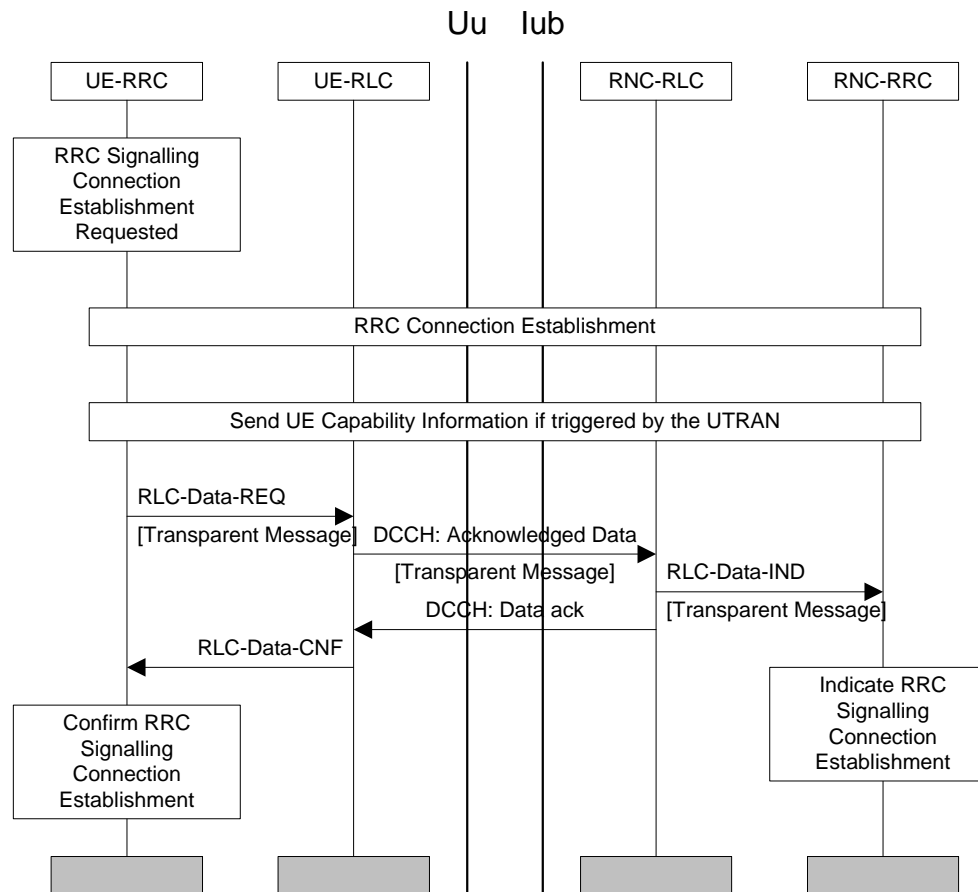 Uu Iub
UE-RRC UE-RLC RNC-RLC RNC-RRC
RRC Signalling
Connection
Establishment
Requested
RRC Connection Establishment
Send UE Capability Information if triggered by the UTRAN
RLC-Data-REQ
[Transparent Message]
DCCH: Acknowledged Data
[Transparent Message]
RLC-Data-IND
[Transparent Message]
DCCH: Data ack
RLC-Data-CNF
Confirm RRC
Signalling
Connection
Establishment
Indicate RRC
Signalling
Connection
Establishment